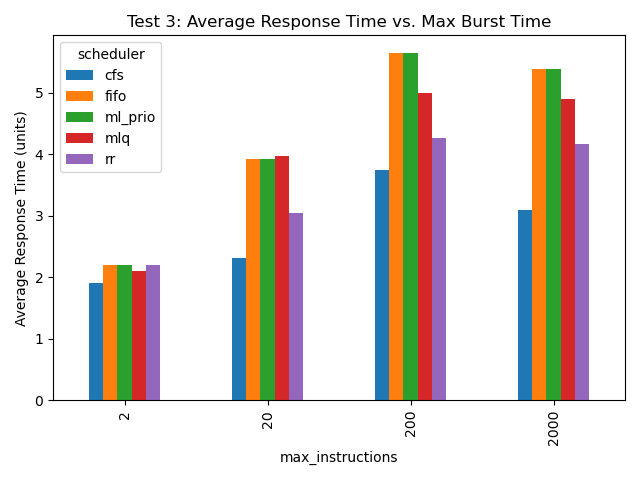 Test 3: Average Response Time vs. Max Burst Time
scheduler
cfs
fifo
ml_prio
mlq
rr
Average Response Time (units)
5
4
3
2
1
0
2
20
200
2000
max_instructions